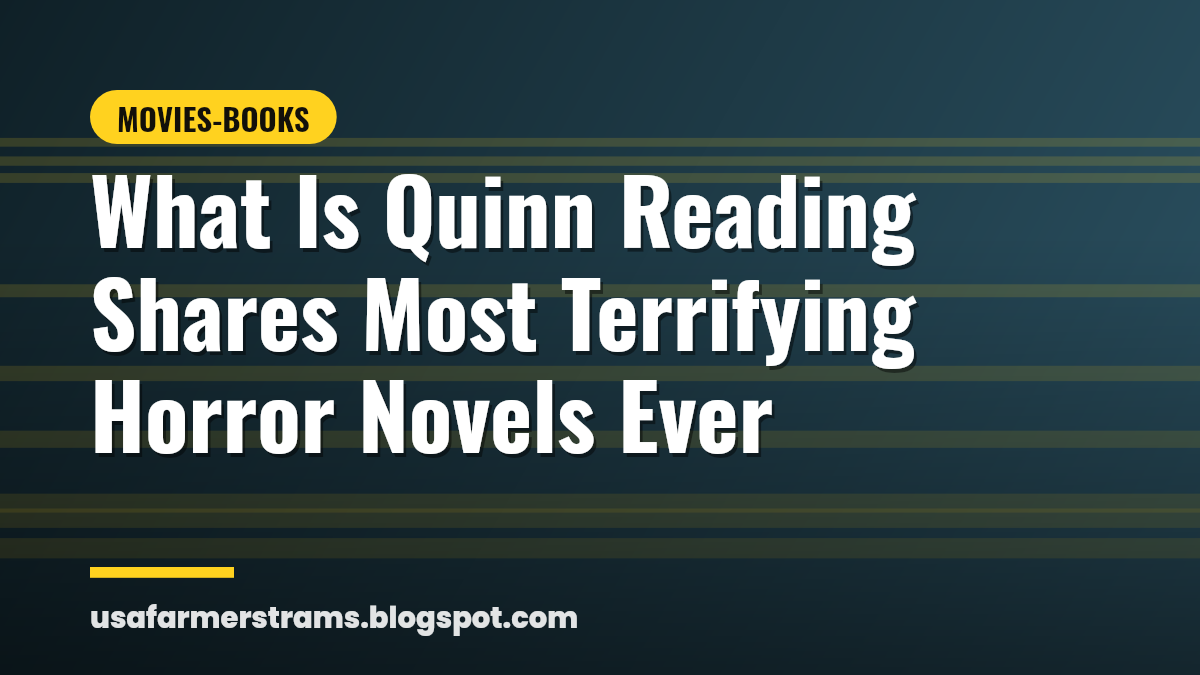 MOVIES-BOOKS
What Is Quinn Reading
Shares Most Terrifying
Horror Novels Ever
usafarmerstrams.blogspot.com